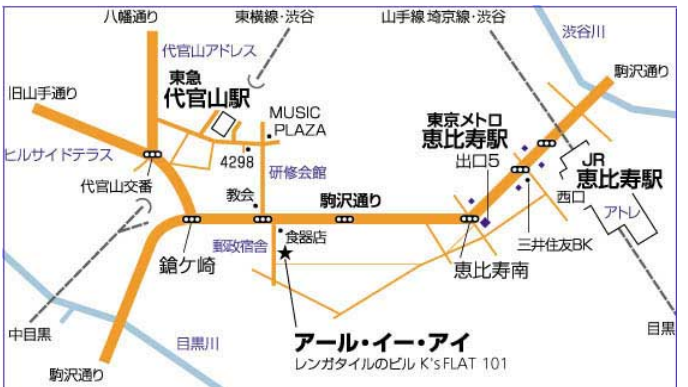 八幡通り
東横線・渋谷
山手線 埼京線・渋谷
渋谷川
代官山アドレス
駒沢通り
旧山手通り
東急
代官山駅
MUSIC
PLAZA
東京メトロ
恵比寿駅
出口5
JR
恵比寿駅
ヒルサイドテラス
4298
研修会館
代官山交番
教会
駒沢通り
西口
アトレ
郵政宿舎
食器店
三井住友BK
鎗ケ崎
恵比寿南
中目黒
目黒川
アール・イー・アイ
レンガタイルのビル K'sFLAT 101
目黒
駒沢通り